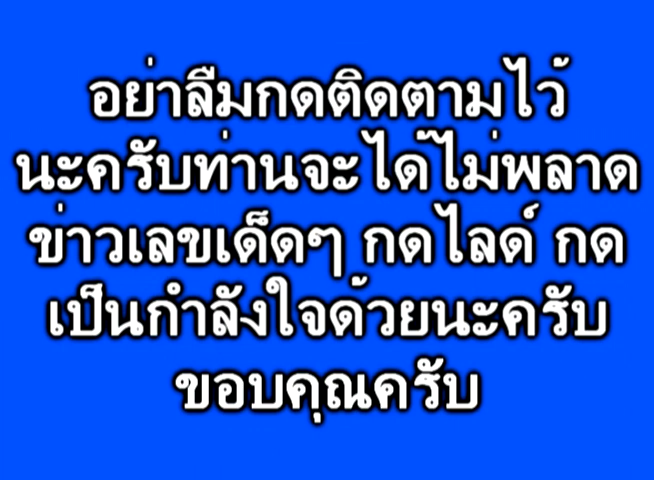 อย่าลืมกดติดตามไว้
นะครับท่านจะได้ไม่พลาด
ข่าวเลขเด็ดๆ กดไลด์ กด
เป็นกำลังใจด้วยนะครับ
ขอบคุณครับ